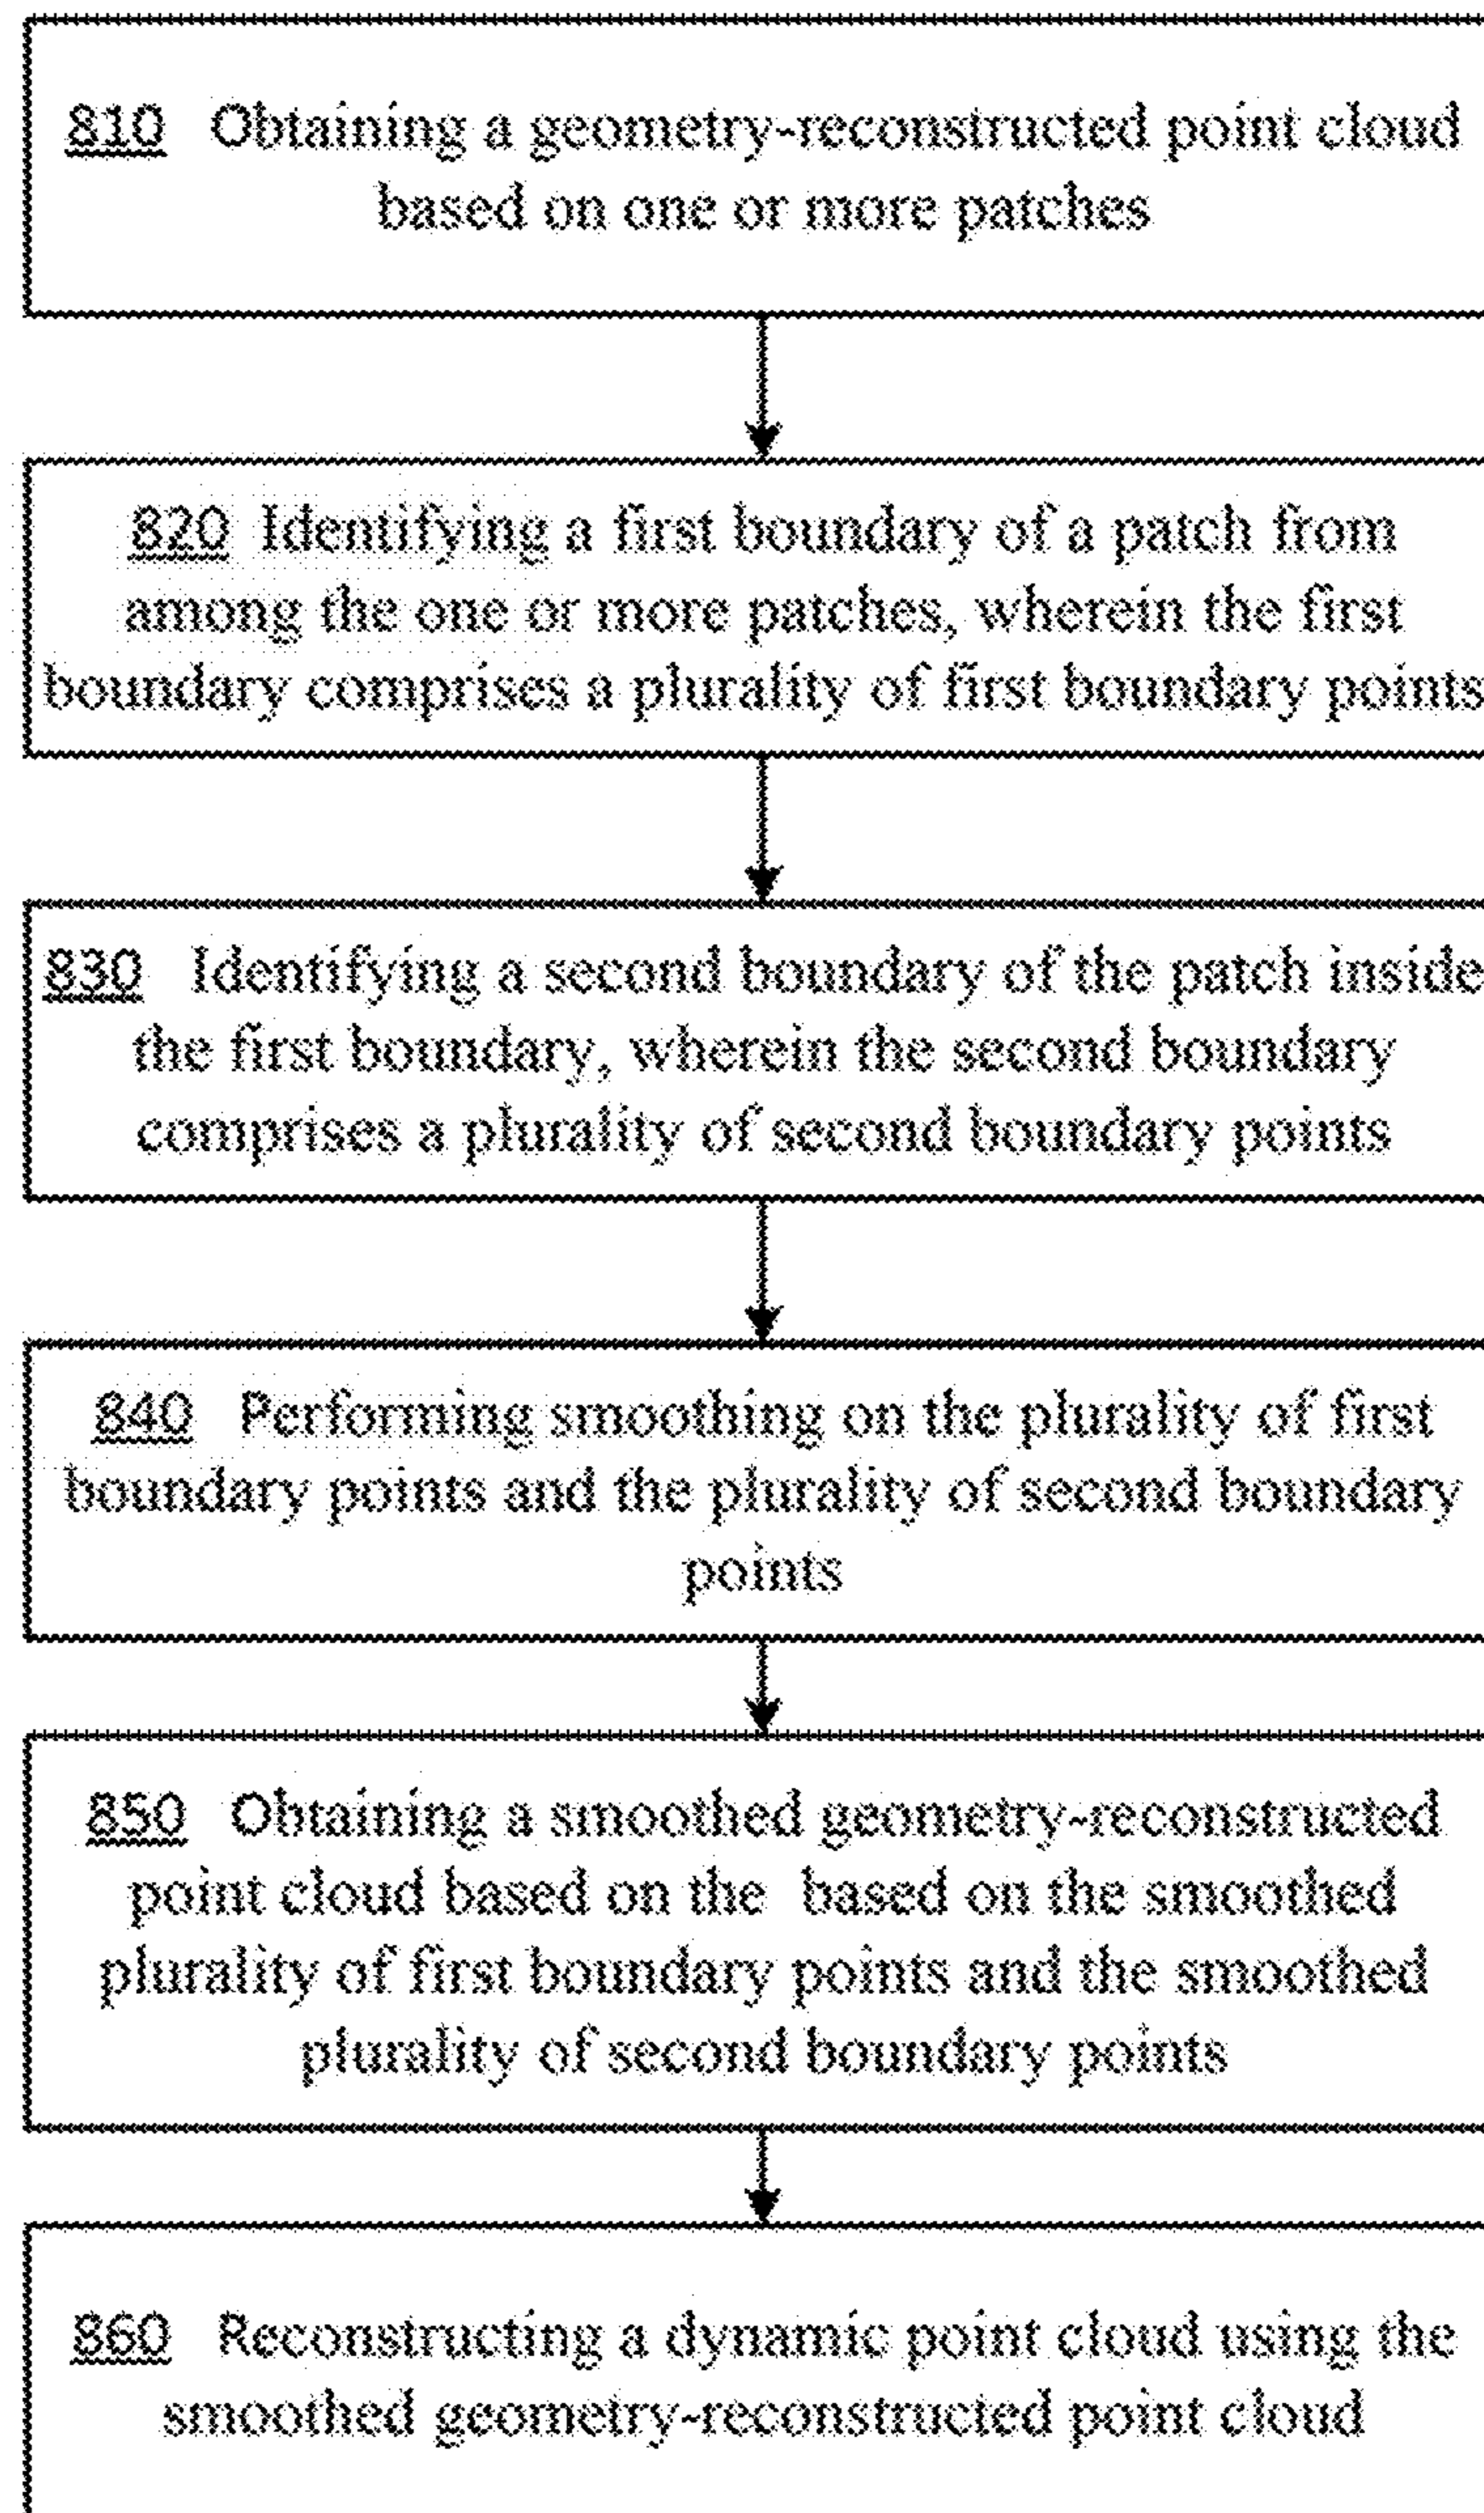 810 Obtaining a geometry-reconstructed point cloud
based on one or more patches
820 Identifying a first boundary of a patch from
among the one or more patches, wherein the first
boundary comprises a plurality of first boundary points
830 Identifying a second boundary of the patch inside
the first boundary, wherein the second boundary
comprises a plurality of second boundary points
840 Performing smoothing on the plurality of first
boundary points and the plurality of second boundary
points
850 Obtaining a smoothed geometry-reconstructed
point cloud based on the based on the smoothed
plurality of first boundary points and the smoothed
plurality of second boundary points
860 Reconstructing a dynamic point cloud using the
smoothed geometry-reconstructed point cloud